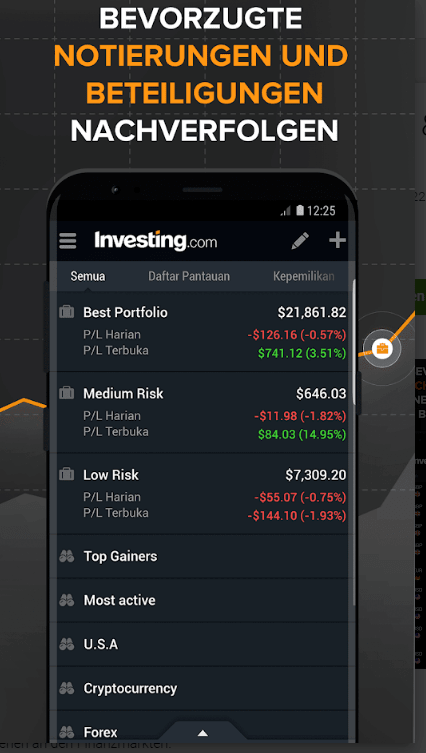 BEVORZUGTE
NOTIERUNGEN UND
BETEILIGUNGEN
NACHVERFOLGEN
12:25
Investing.com
Semua Daftar Pantauan Kepemilikan
Best Portfolio $21,861.82
P/L Harian -$126.16 (-0.57%)
P/L Terbuka $741.12 (3.51%)
Medium Risk $646.03
P/L Harian -$11.98 (-1.82%)
P/L Terbuka $84.03 (14.95%)
Low Risk $7,309.20
P/L Harian -$55.07 (-0.75%)
P/L Terbuka -$144.10 (-1.93%)
Top Gainers
Most active
U.S.A
Cryptocurrency
Forex
an den Finanzmärkten.